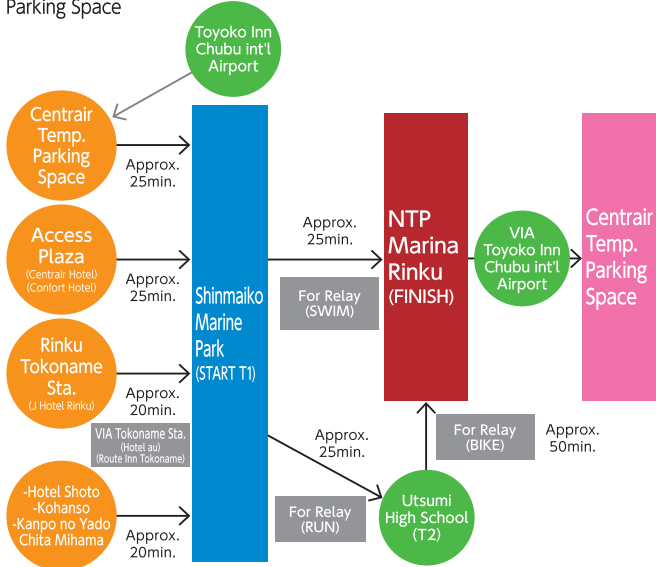 Parking Space
Toyoko Inn
Chubu int'l
Airport
Centrair
Temp.
Parking
Space
Approx.
25min.
Access
Plaza
(Centrair Hotel)
(Confort Hotel)
Approx.
25min.
Rinku
Tokoname
Sta.
(J Hotel Rinku)
Approx.
20min.
VIA Tokoname Sta.
(Hotel au)
(Route Inn Tokoname)
-Hotel Shoto
-Kohanso
-Kanpo no Yado
Chita Mihama
Approx.
20min.
Shinmaiko
Marine
Park
(START T1)
Approx.
25min.
For Relay
(SWIM)
Approx.
25min.
For Relay
(RUN)
Utsumi
High School
(T2)
For Relay
(BIKE)
Approx.
50min.
NTP
Marina
Rinku
(FINISH)
VIA
Toyoko Inn
Chubu int'l
Airport
Centrair
Temp.
Parking
Space